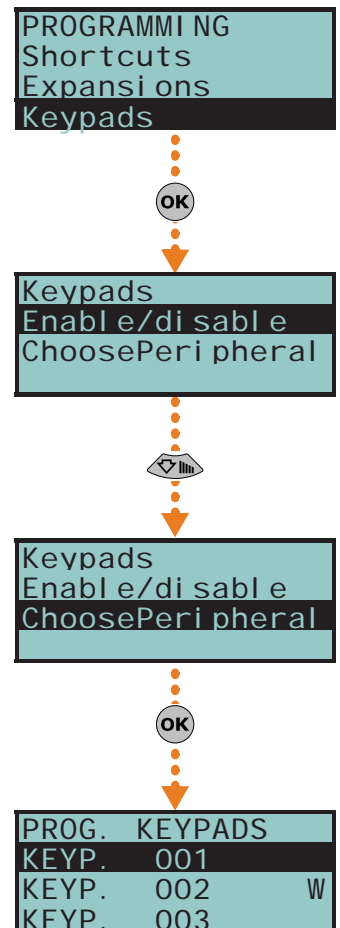 PROGRAMMING
Shortcuts
Expansions
Keypads
OK
Keypads
Enable/disable
ChoosePeripheral
Keypads
Enable/disable
ChoosePeripheral
OK
PROG. KEYPADS
KEYP. 001
KEYP. 002 W
KEYP. 003